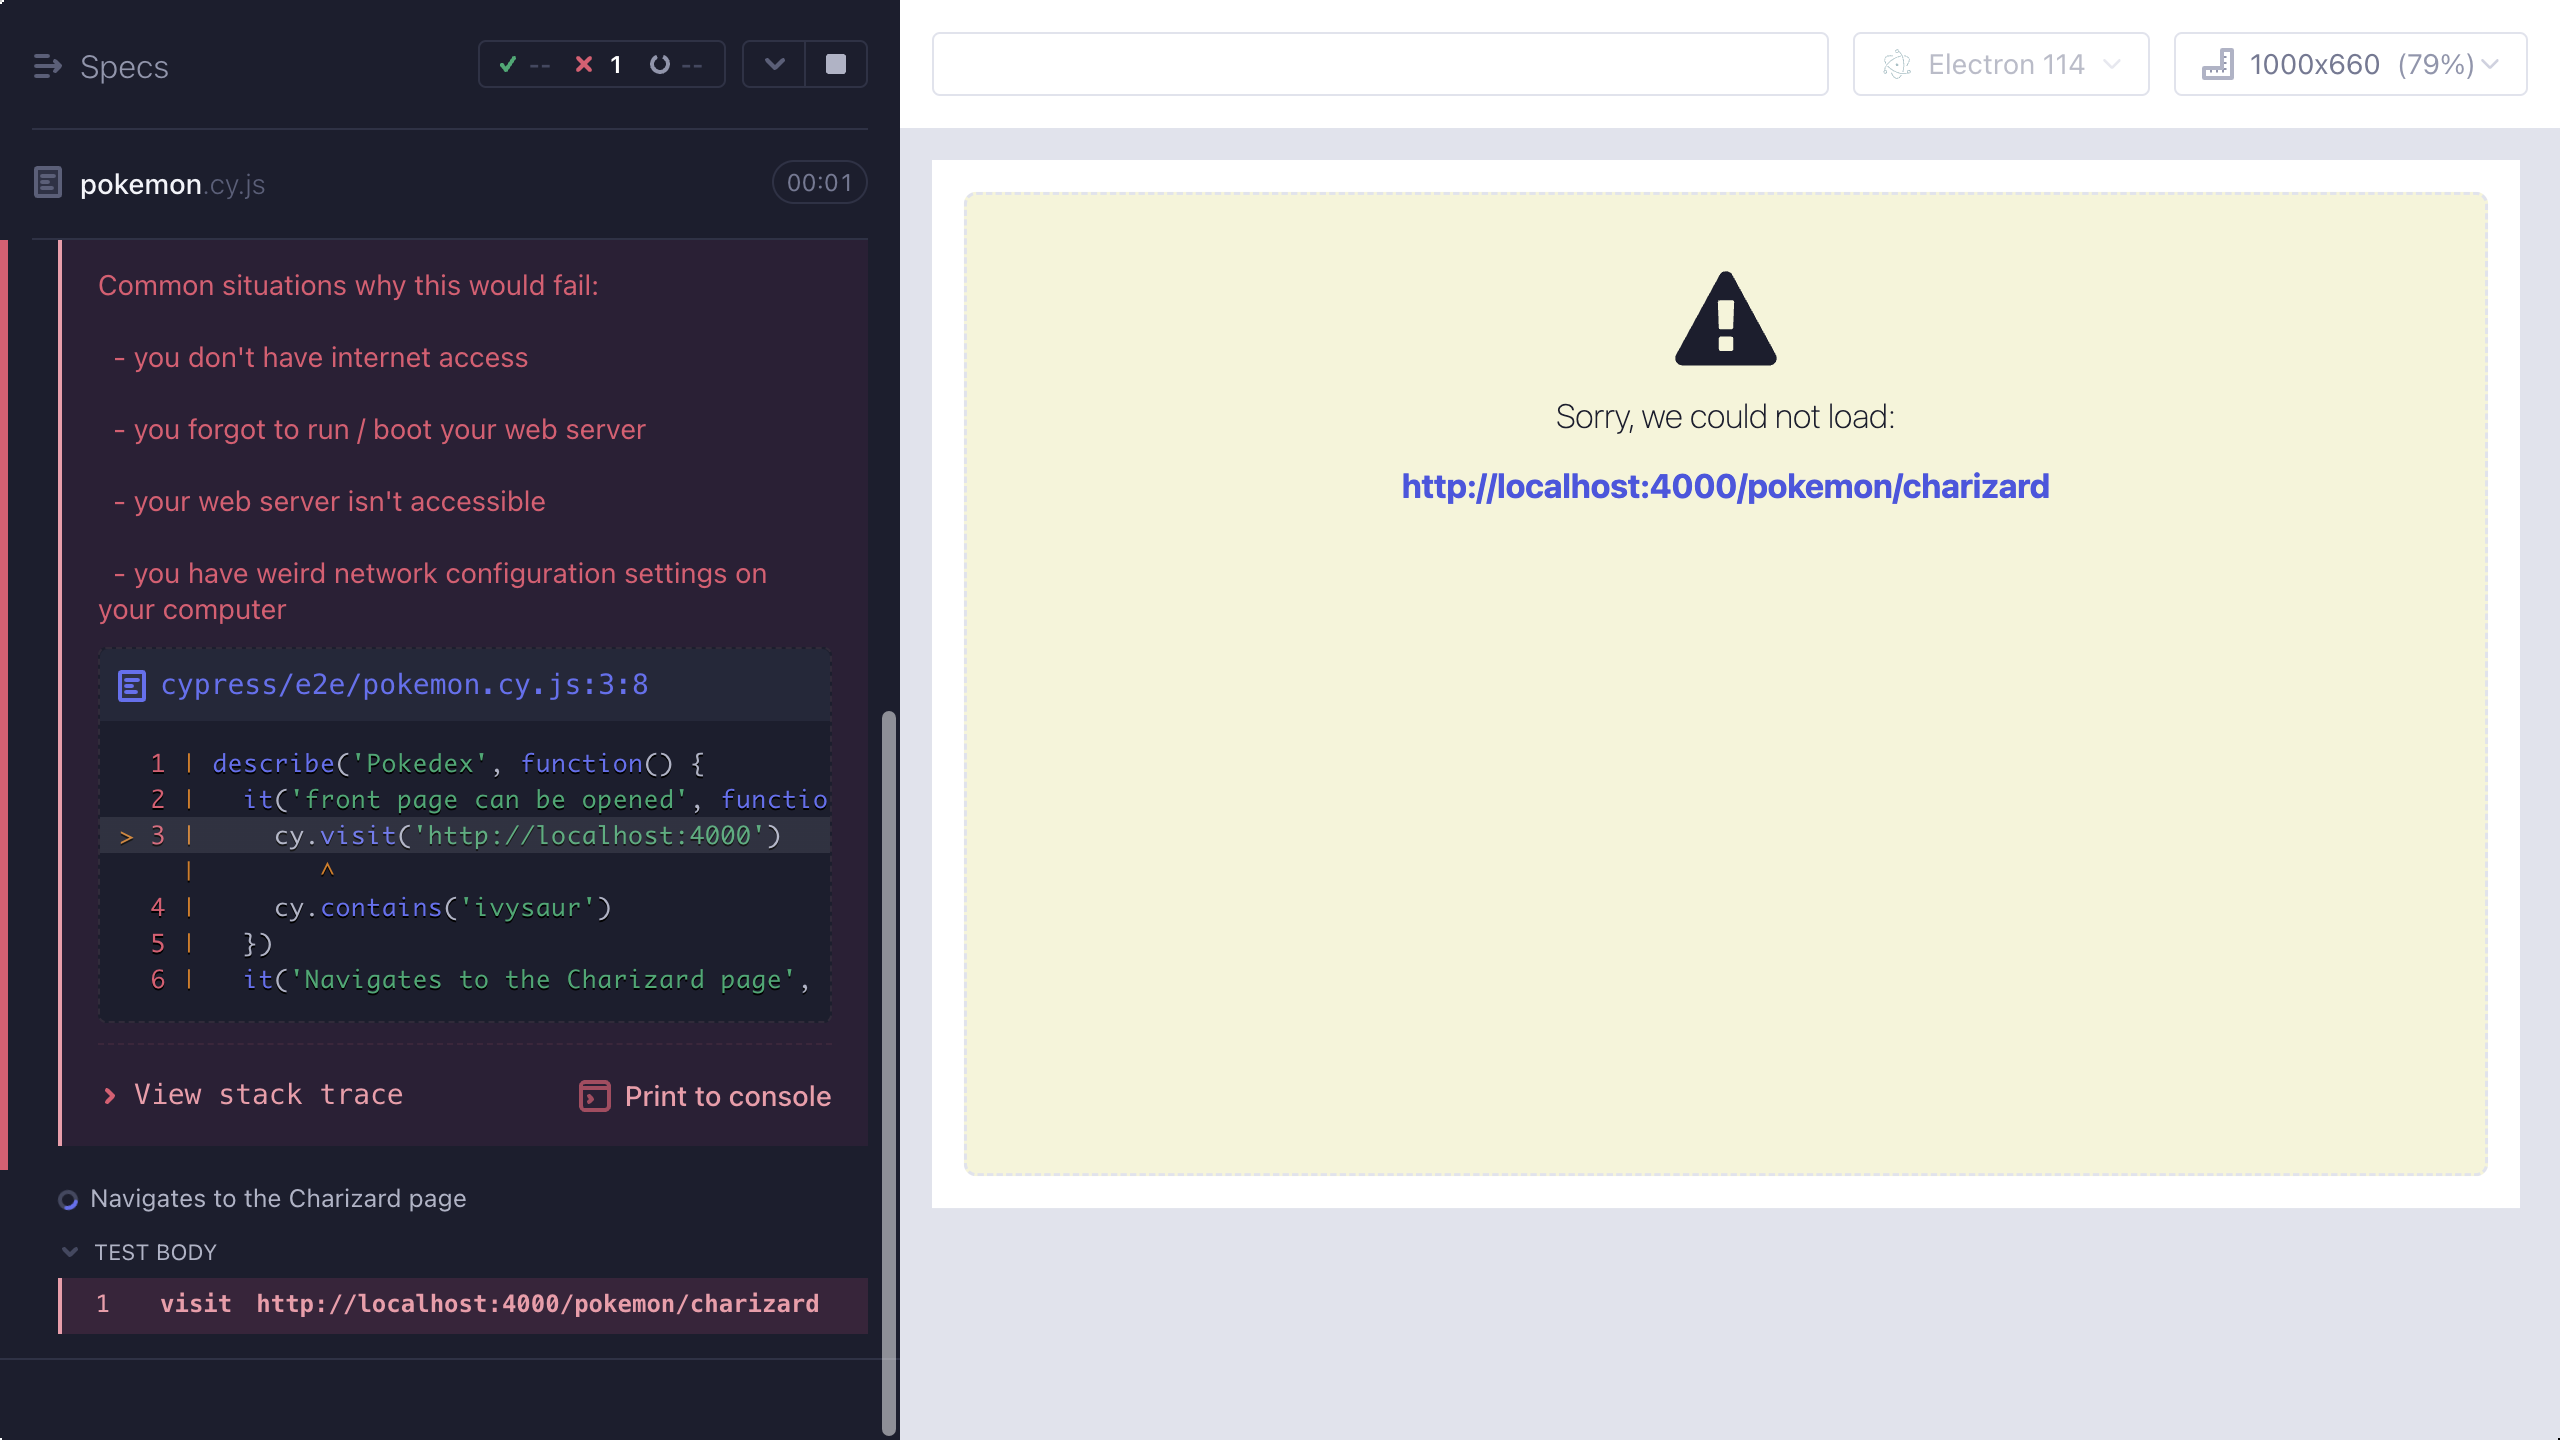 Specs
-- 1 --
pokemon.cy.js
00:01
Common situations why this would fail:
- you don't have internet access
- you forgot to run / boot your web server
- your web server isn't accessible
- you have weird network configuration settings on
your computer
cypress/e2e/pokemon.cy.js:3:8
1 | describe('Pokedex', function() {
2 |   it('front page can be opened', functio
> 3 |     cy.visit('http://localhost:4000')
|        ^
4 |     cy.contains('ivysaur')
5 |   })
6 |   it('Navigates to the Charizard page',
View stack trace
Print to console
Navigates to the Charizard page
TEST BODY
1 visit http://localhost:4000/pokemon/charizard
Electron 114
1000x660 (79%)
Sorry, we could not load:
http://localhost:4000/pokemon/charizard